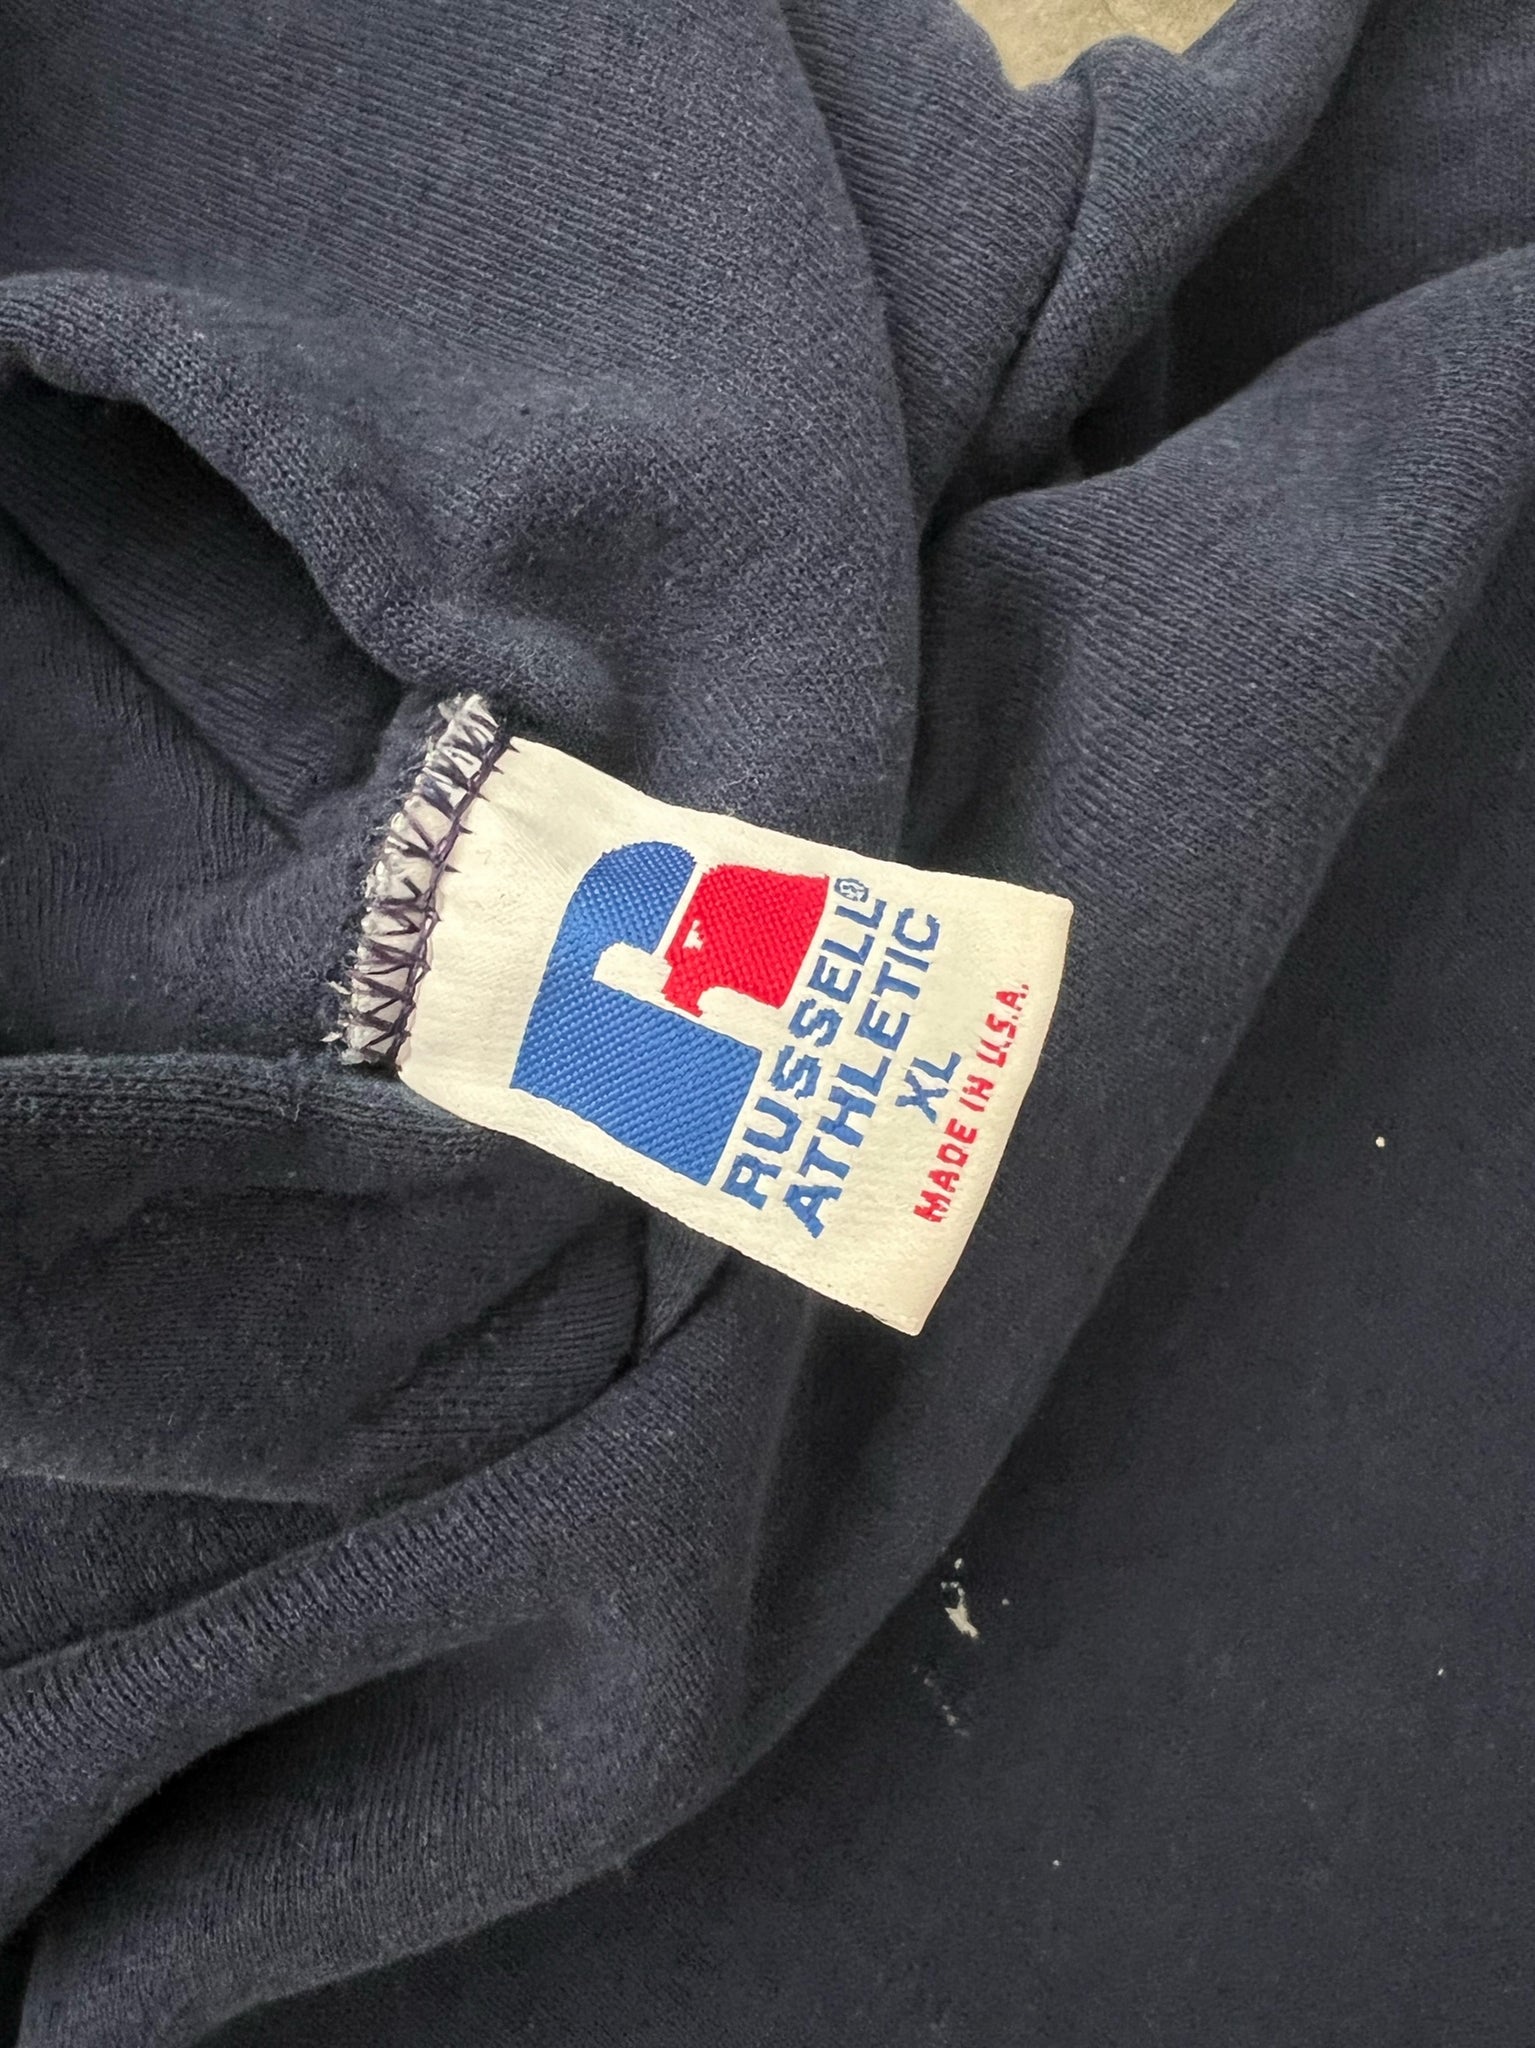 RUSSELL®
ATHLETIC
XL
MADE IN U.S.A.